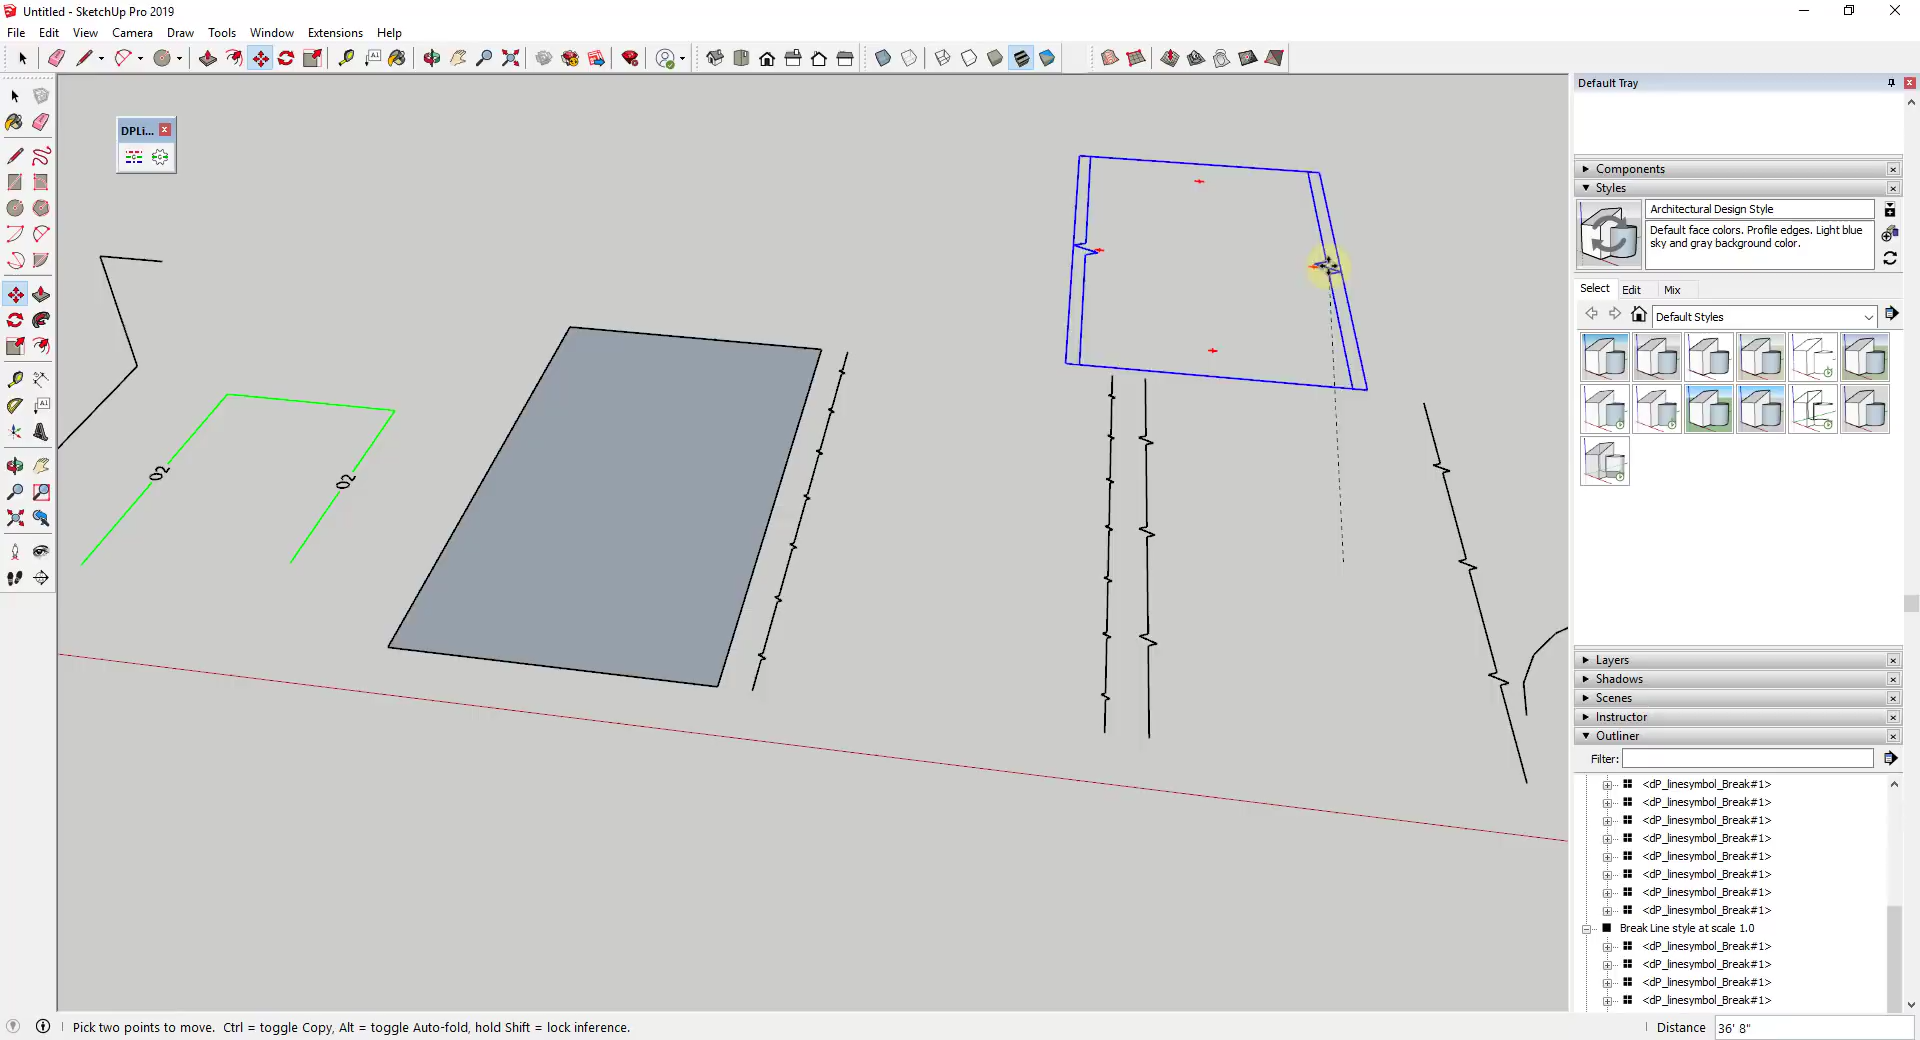 Untitled - SketchUp Pro 2019
File Edit View Camera Draw Tools Window Extensions Help
Default Tray
DPLi...
Components
Styles
Architectural Design Style
Default face colors. Profile edges. Light blue
sky and gray background color.
Select Edit Mix
Default Styles
02
02
Layers
Shadows
Scenes
Instructor
Outliner
Filter:
<dP_linesymbol_Break#1>
<dP_linesymbol_Break#1>
<dP_linesymbol_Break#1>
<dP_linesymbol_Break#1>
<dP_linesymbol_Break#1>
<dP_linesymbol_Break#1>
<dP_linesymbol_Break#1>
<dP_linesymbol_Break#1>
Break Line style at scale 1.0
<dP_linesymbol_Break#1>
<dP_linesymbol_Break#1>
<dP_linesymbol_Break#1>
<dP_linesymbol_Break#1>
Pick two points to move. Ctrl = toggle Copy, Alt = toggle Auto-fold, hold Shift = lock inference.
Distance 36' 8"